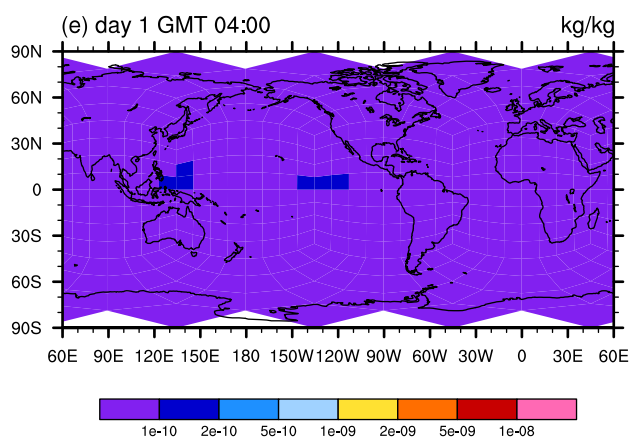 (e) day 1 GMT 04:00 kg/kg
90N
60N
30N
0
30S
60S
90S
60E 90E 120E 150E 180 150W 120W 90W 60W 30W 0 30E 60E
1e-10 2e-10 5e-10 1e-09 2e-09 5e-09 1e-08